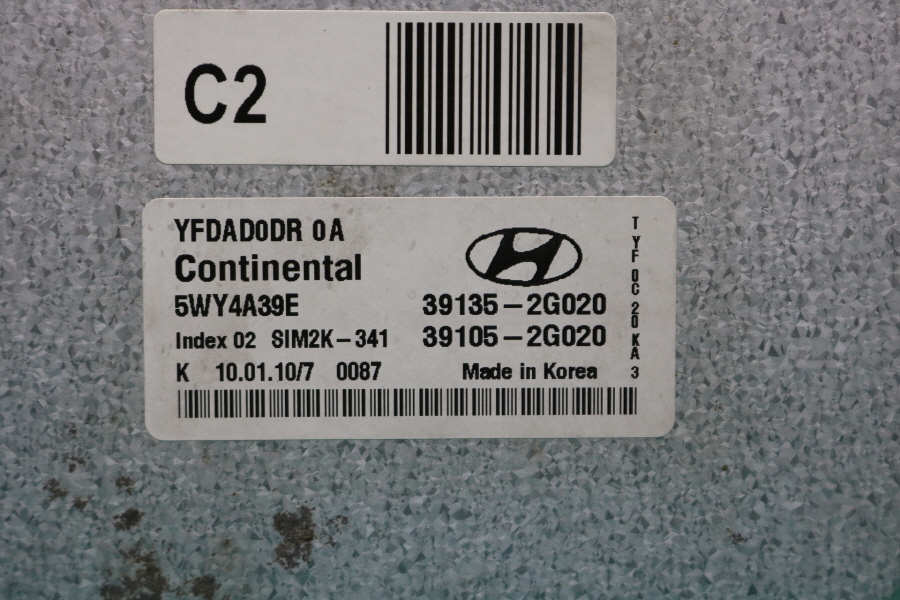 C2
YFDAD0DR 0A
Continental
5WY4A39E 39135-2G020
Index 02 SIM2K-341 39105-2G020
K 10.01.10/7 0087 Made in Korea
TYF 0C 20 KA 3